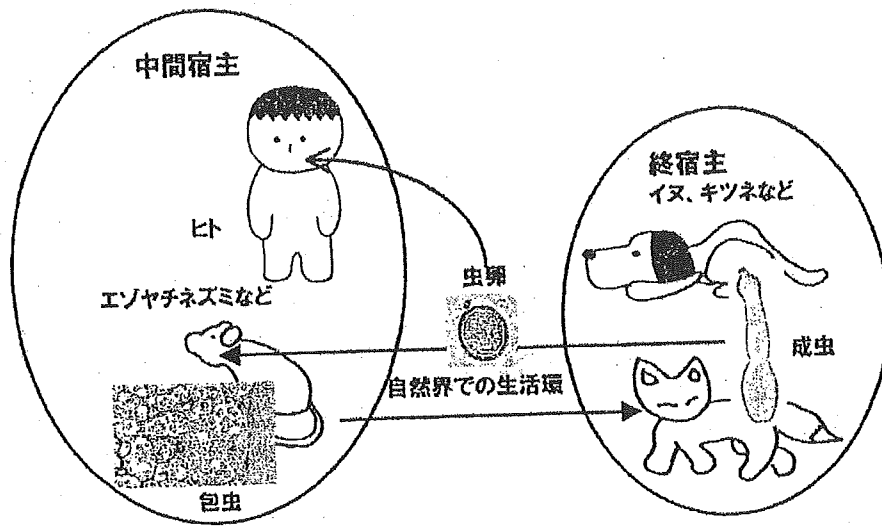 中間宿主
ヒト
エゾヤチネズミなど
包虫
虫卵
自然界での生活環
終宿主
イヌ、キツネなど
成虫